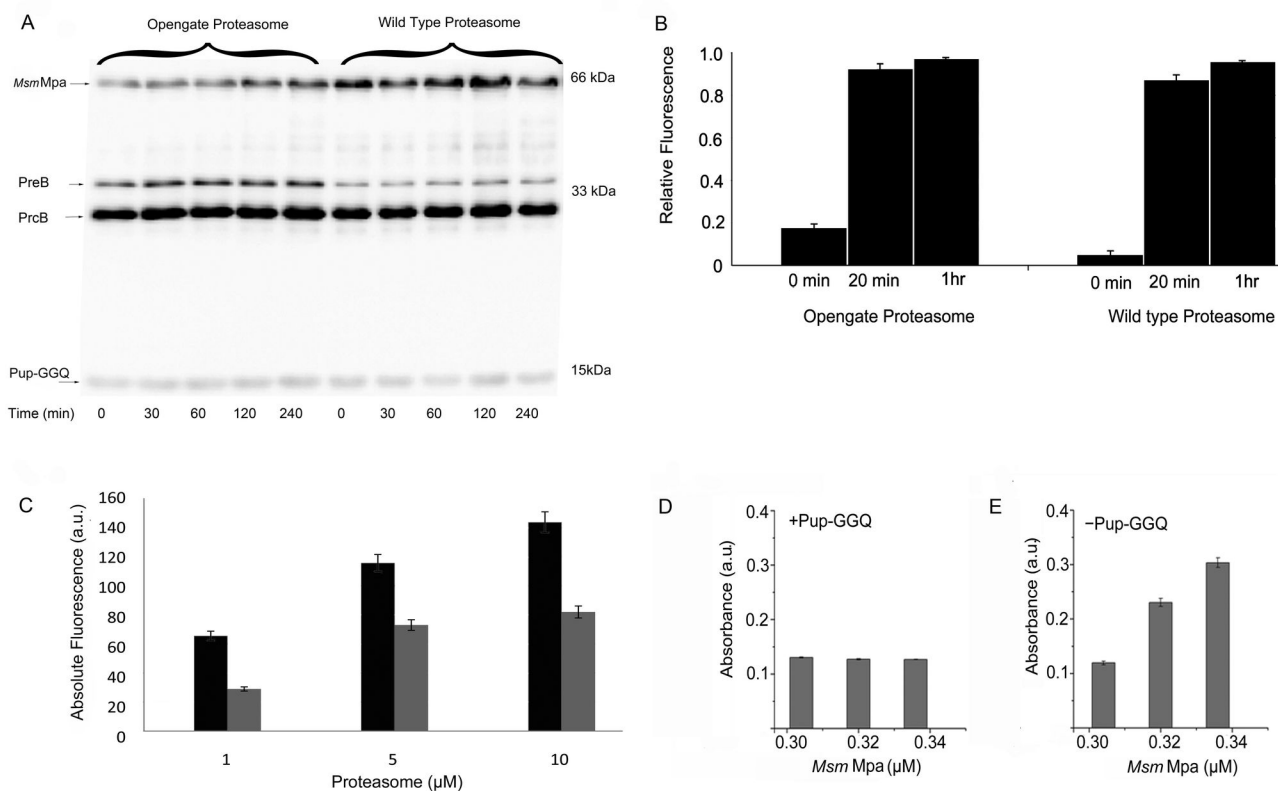 A
Opengate Proteasome
Wild Type Proteasome
MsmMpa
66 kDa
PreB
33 kDa
PrcB
Pup-GGQ
15kDa
Time (min) 0 30 60 120 240 0 30 60 120 240
B
Relative Fluorescence
1.0
0.8
0.6
0.4
0.2
0
0 min 20 min 1hr 0 min 20 min 1hr
Opengate Proteasome Wild type Proteasome
C
Absolute Fluorescence (a.u.)
160
140
120
100
80
60
40
20
0
1 5 10
Proteasome (µM)
D
+Pup-GGQ
Absorbance (a.u.)
0.4
0.3
0.2
0.1
0.30 0.32 0.34
Msm Mpa (µM)
E
−Pup-GGQ
Absorbance (a.u)
0.4
0.3
0.2
0.1
0.30 0.32 0.34
Msm Mpa (µM)